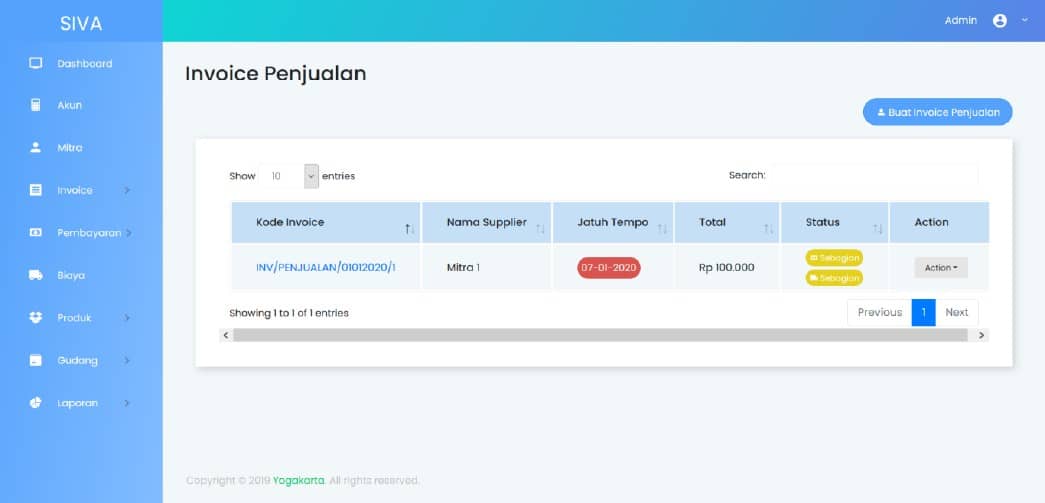 SIVA
Admin
Dashboard
Akun
Mitra
Invoice
Pembayaran
Biaya
Produk
Gudang
Laporan
Invoice Penjualan
Buat Invoice Penjualan
Show 10 entries
Search:
Kode Invoice Nama Supplier Jatuh Tempo Total Status Action
INV/PENJUALAN/01012020/1 Mitra 1 07-01-2020 Rp 100.000 Sebagian Action
Sebagian
Showing 1 to 1 of 1 entries
Previous 1 Next
Copyright © 2019 Yogakarta. All rights reserved.